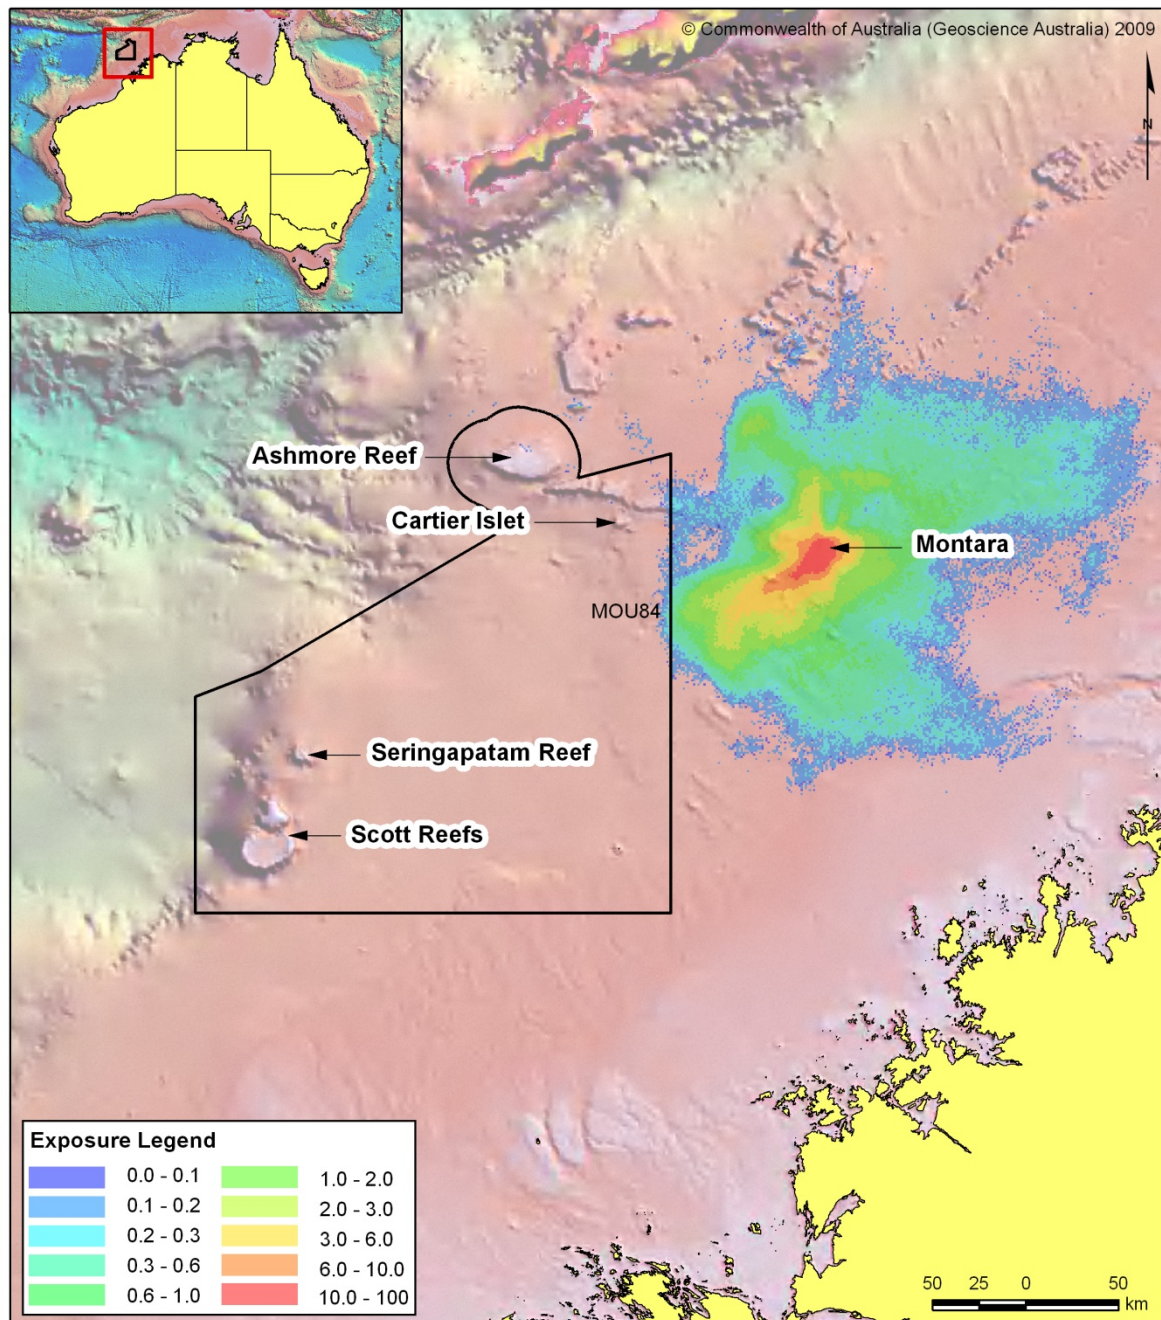 © Commonwealth of Australia (Geoscience Australia) 2009
N
Ashmore Reef
Cartier Islet
Montara
MOU84
Seringapatam Reef
Scott Reefs
Exposure Legend
0.0 - 0.1
0.1 - 0.2
0.2 - 0.3
0.3 - 0.6
0.6 - 1.0
1.0 - 2.0
2.0 - 3.0
3.0 - 6.0
6.0 - 10.0
10.0 - 100
50 25 0 50
km